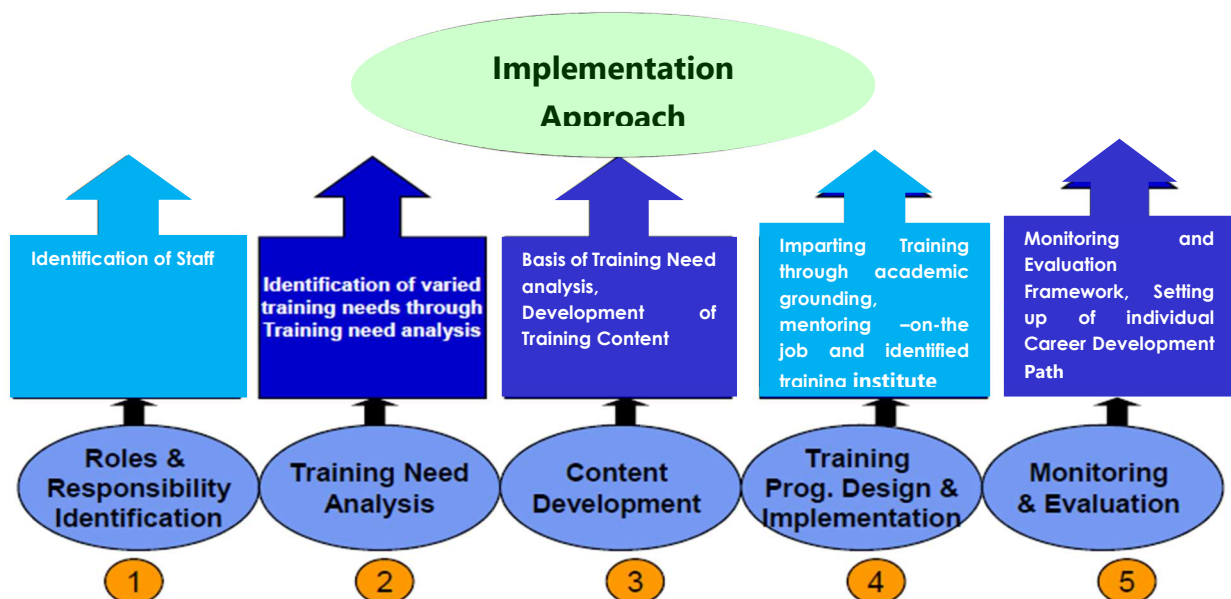 Implementation
Approach
Identification of Staff
Identification of varied
training needs through
Training need analysis
Basis of Training Need
analysis,
Development of
Training Content
Imparting Training
through academic
grounding,
mentoring –on-the
job and identified
training institute
Monitoring and
Evaluation
Framework, Setting
up of individual
Career Development
Path
Roles &
Responsibility
Identification
Training Need
Analysis
Content
Development
Training
Prog. Design &
Implementation
Monitoring
& Evaluation
1
2
3
4
5